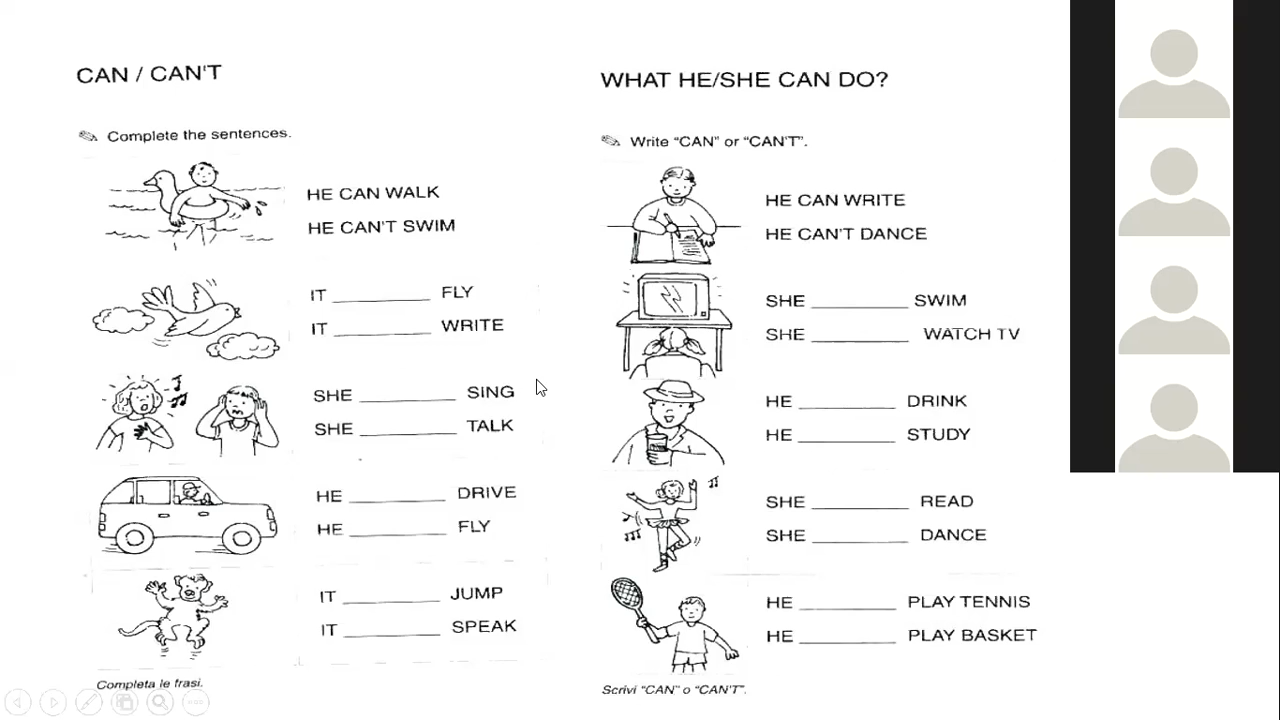 CAN / CAN'T
Complete the sentences.
HE CAN WALK
HE CAN'T SWIM
IT ________ FLY
IT ________ WRITE
SHE ________ SING
SHE ________ TALK
HE ________ DRIVE
HE ________ FLY
IT ________ JUMP
IT ________ SPEAK
Completa le frasi.
WHAT HE/SHE CAN DO?
Write "CAN" or "CAN'T".
HE CAN WRITE
HE CAN'T DANCE
SHE ________ SWIM
SHE ________ WATCH TV
HE ________ DRINK
HE ________ STUDY
SHE ________ READ
SHE ________ DANCE
HE ________ PLAY TENNIS
HE ________ PLAY BASKET
Scrivi "CAN" o "CAN'T".